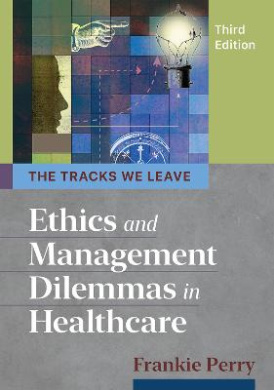 Third
Edition
THE TRACKS WE LEAVE
Ethics and
Management
Dilemmas in
Healthcare
Frankie Perry